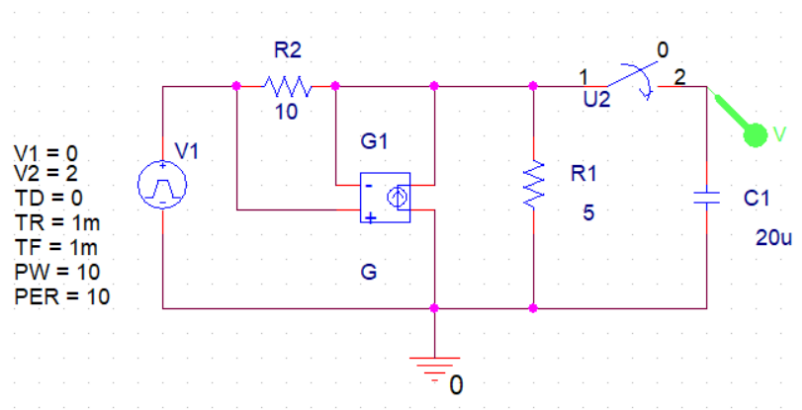 R2
10
0
1
2
U2
G1
-
+
G
V1
+
-
V1 = 0
V2 = 2
TD = 0
TR = 1m
TF = 1m
PW = 10
PER = 10
R1
5
C1
20u
V
0